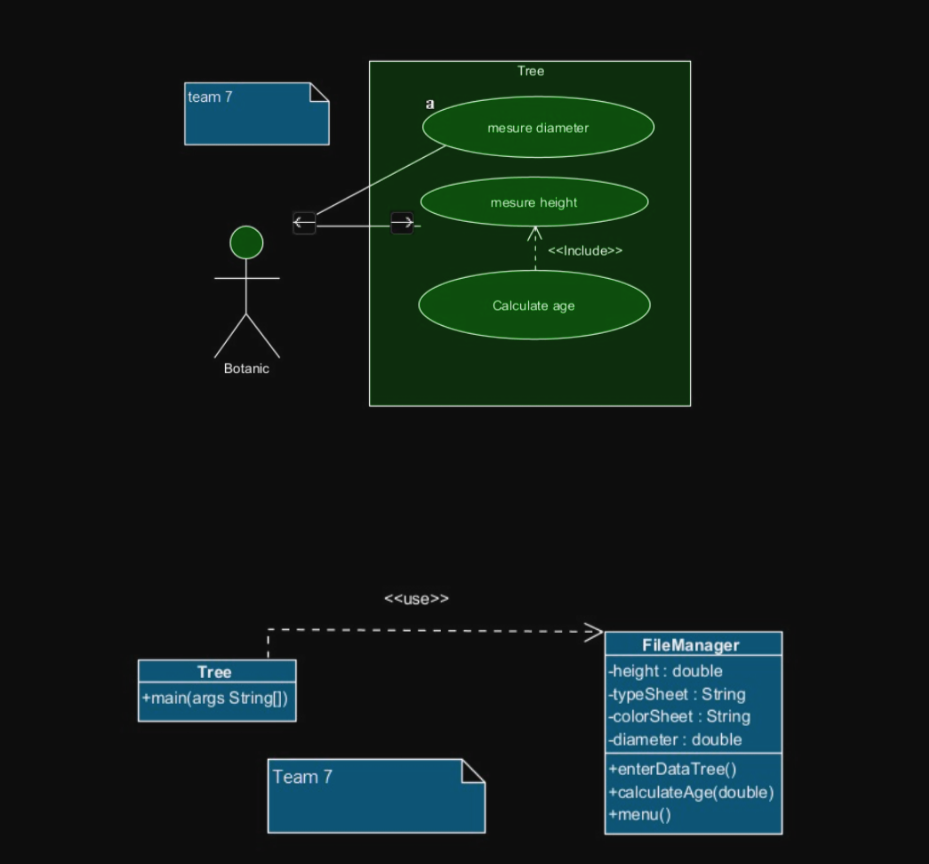 Tree
team 7
a
mesure diameter
mesure height
<<Include>>
Calculate age
Botanic
<<use>>
Tree
+main(args String[])
FileManager
-height : double
-typeSheet : String
-colorSheet : String
-diameter : double
+enterDataTree()
+calculateAge(double)
+menu()
Team 7